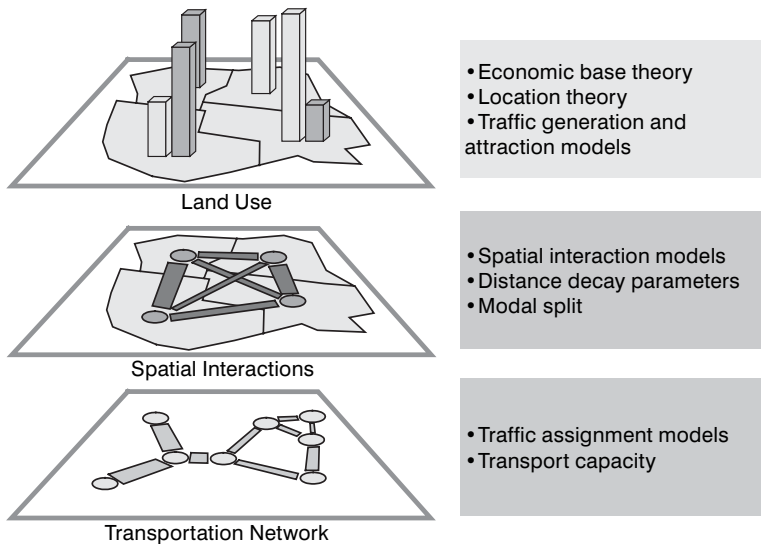 • Economic base theory
• Location theory
• Traffic generation and
attraction models
Land Use
• Spatial interaction models
• Distance decay parameters
• Modal split
Spatial Interactions
• Traffic assignment models
• Transport capacity
Transportation Network